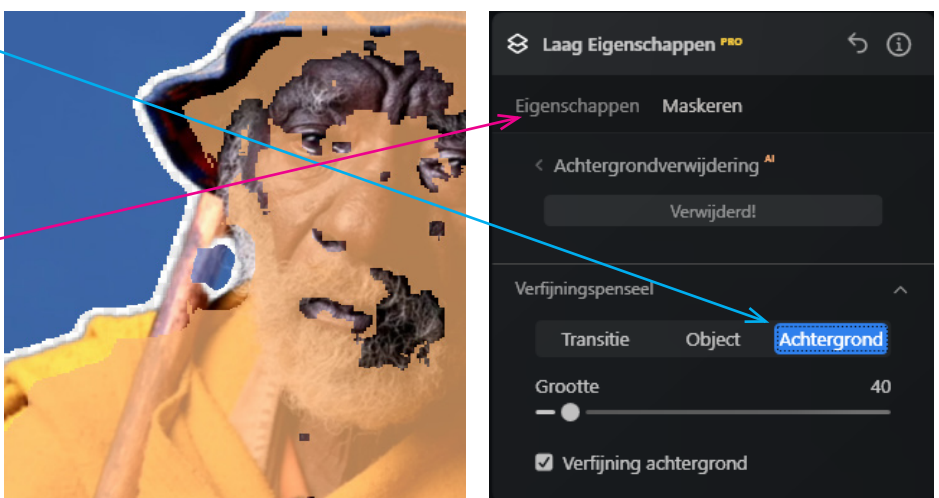 Laag Eigenschappen PRO
Eigenschappen Maskeren
Achtergrondverwijdering AI
Verwijderd!
Verfijningspenseel
Transitie Object Achtergrond
Grootte 40
Verfijning achtergrond